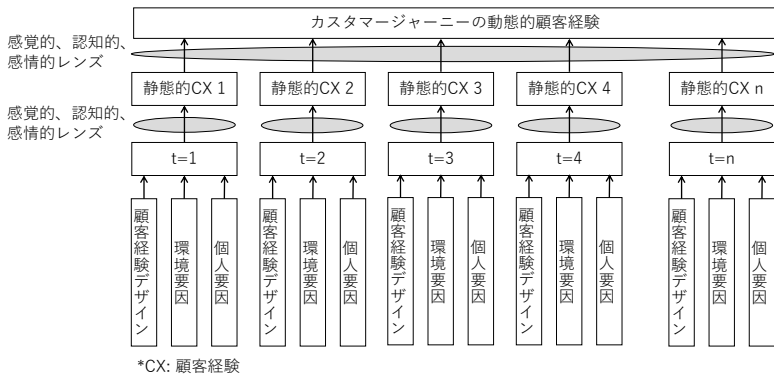 カスタマージャーニーの動態的顧客経験
感覚的、認知的、
感情的レンズ
静態的CX 1
静態的CX 2
静態的CX 3
静態的CX 4
静態的CX n
感覚的、認知的、
感情的レンズ
t=1
t=2
t=3
t=4
t=n
顧客経験デザイン
環境要因
個人要因
顧客経験デザイン
環境要因
個人要因
顧客経験デザイン
環境要因
個人要因
顧客経験デザイン
環境要因
個人要因
顧客経験デザイン
環境要因
個人要因
*CX: 顧客経験